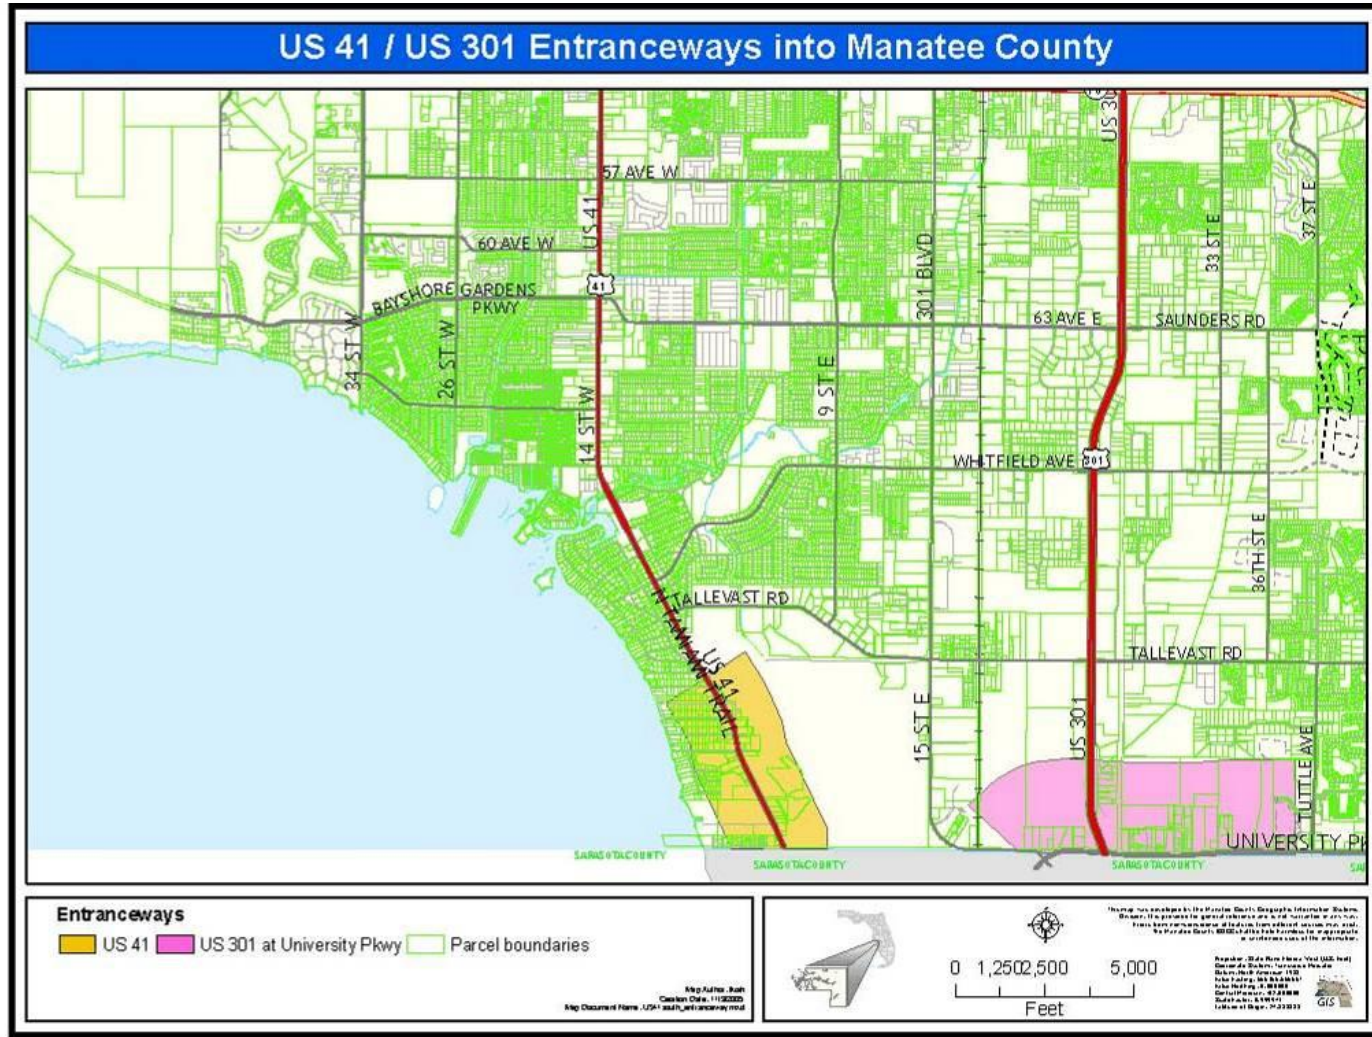 US 41 / US 301 Entranceways into Manatee County
US 30
57 AVE W
US 41
60 AVE W
33 ST E
37 ST E
301 BLVD
41
BAYSHORE GARDENS
PKWY
63 AVE E
SAUNDERS RD
34 ST W
26 ST W
9 ST E
14 ST W
WHITFIELD AVE
301
36TH ST E
TALLEVAST RD
N TAMIAMI TRAIL
US 41
TALLEVAST RD
15 ST E
US 301
TUTTLE AVE
UNIVERSITY PK
SARASOTA COUNTY
SARASOTA COUNTY
SARASOTA COUNTY
SA
Entranceways
US 41
US 301 at University Pkwy
Parcel boundaries
0 1,250 2,500 5,000
Feet
GIS